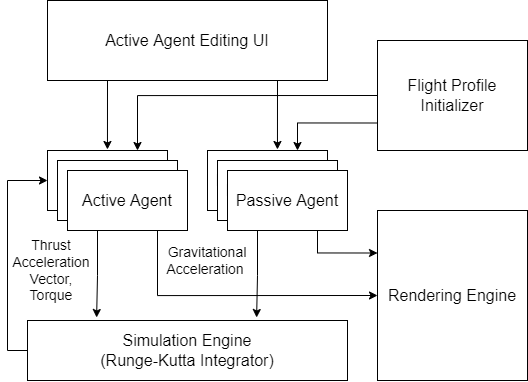 Active Agent Editing UI
Flight Profile
Initializer
Active Agent
Passive Agent
Thrust
Acceleration
Vector,
Torque
Gravitational
Acceleration
Rendering Engine
Simulation Engine
(Runge-Kutta Integrator)